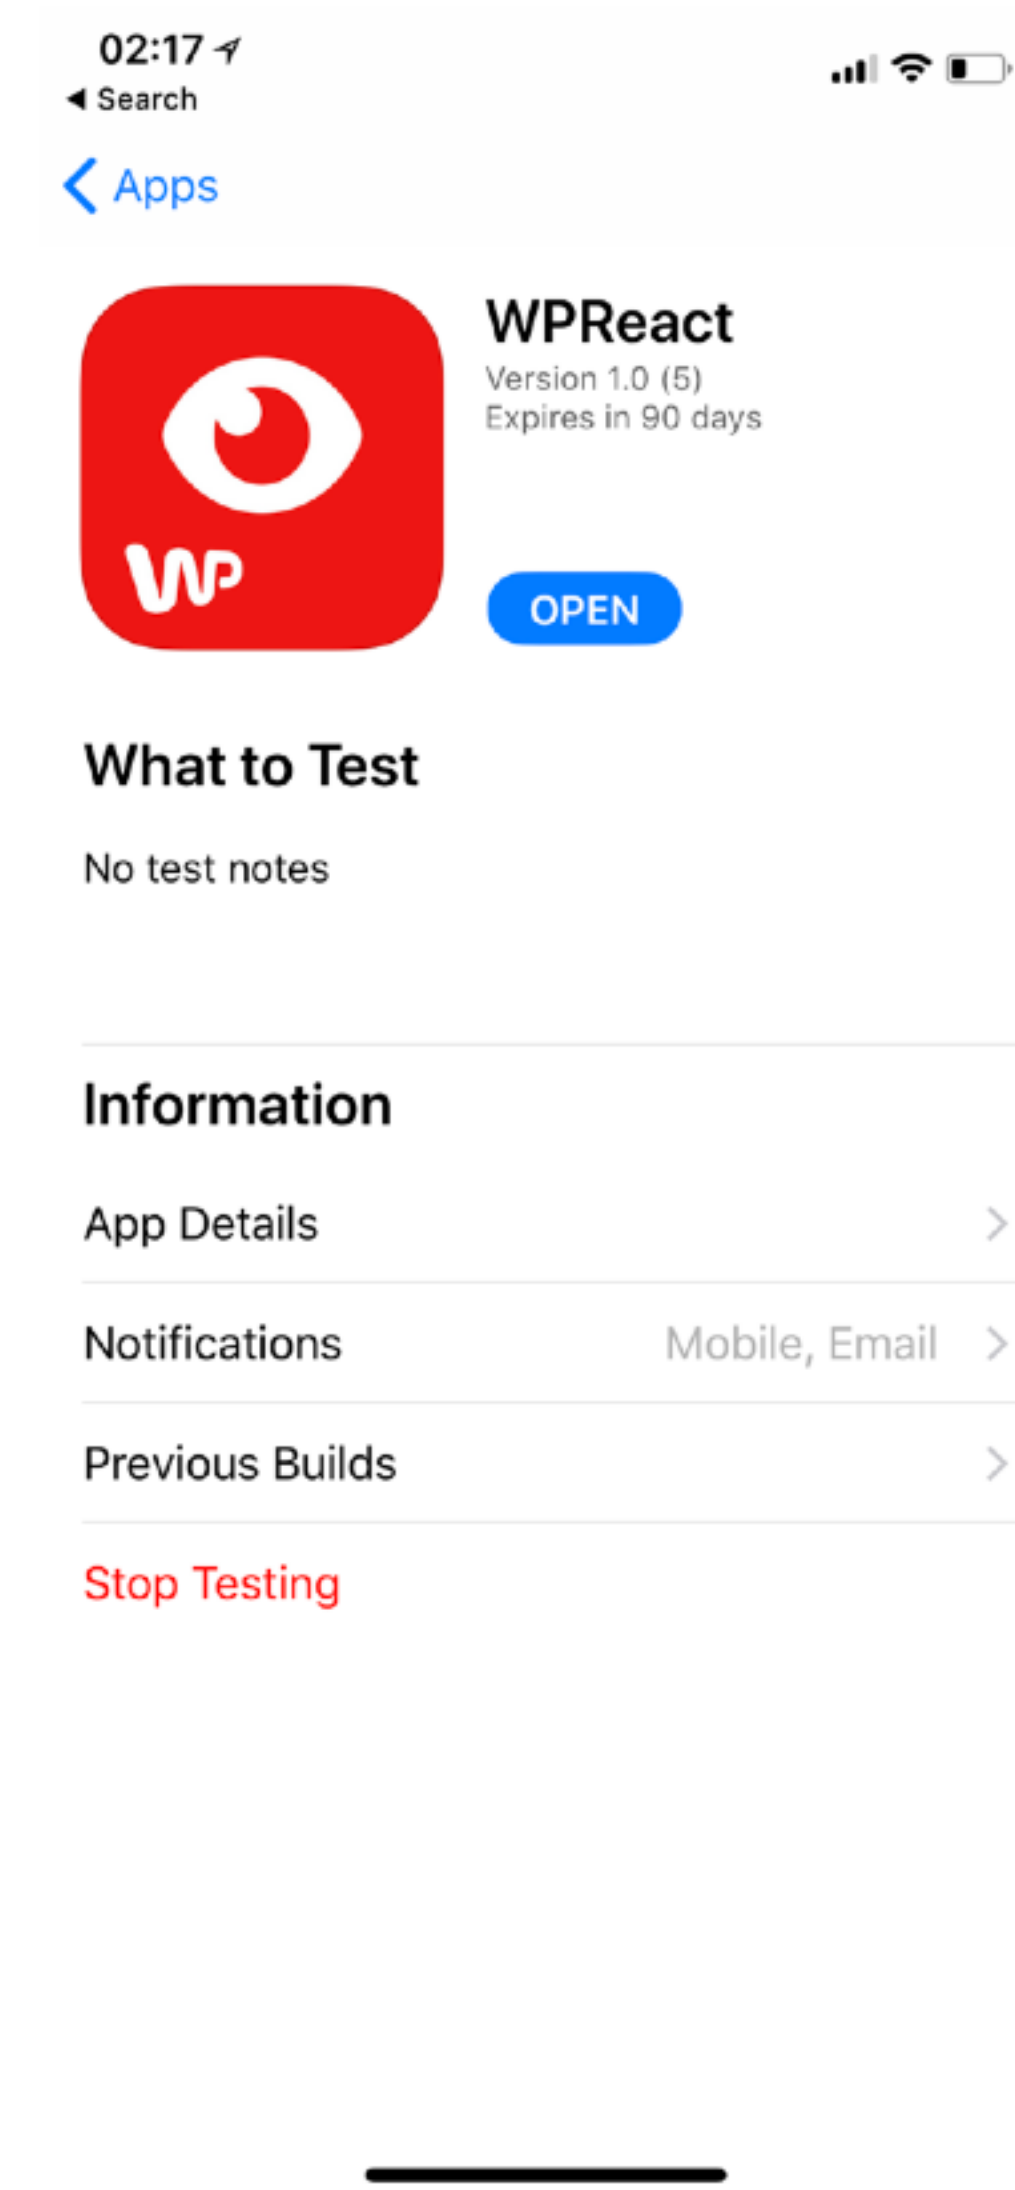 02:17
Search
Apps
WPReact
Version 1.0 (5)
Expires in 90 days
WP
OPEN
What to Test
No test notes
Information
App Details
Notifications Mobile, Email
Previous Builds
Stop Testing